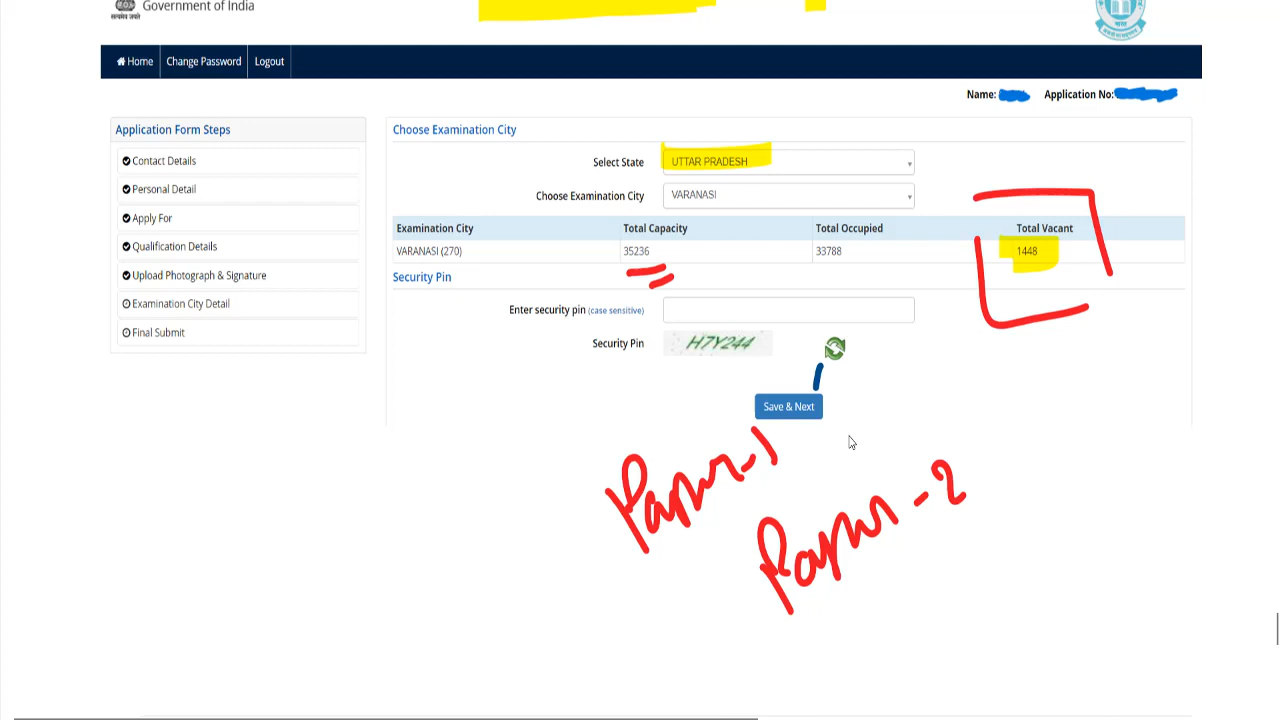 सत्यमेव जयते
Government of India
Home
Change Password
Logout
Name:
Application No:
Application Form Steps
Contact Details
Personal Detail
Apply For
Qualification Details
Upload Photograph & Signature
Examination City Detail
Final Submit
Choose Examination City
Select State UTTAR PRADESH
Choose Examination City VARANASI
Examination City Total Capacity Total Occupied Total Vacant
VARANASI (270) 35236 33788 1448
Security Pin
Enter security pin (case sensitive)
Security Pin H7Y244
Save & Next
Paper-1
Paper-2